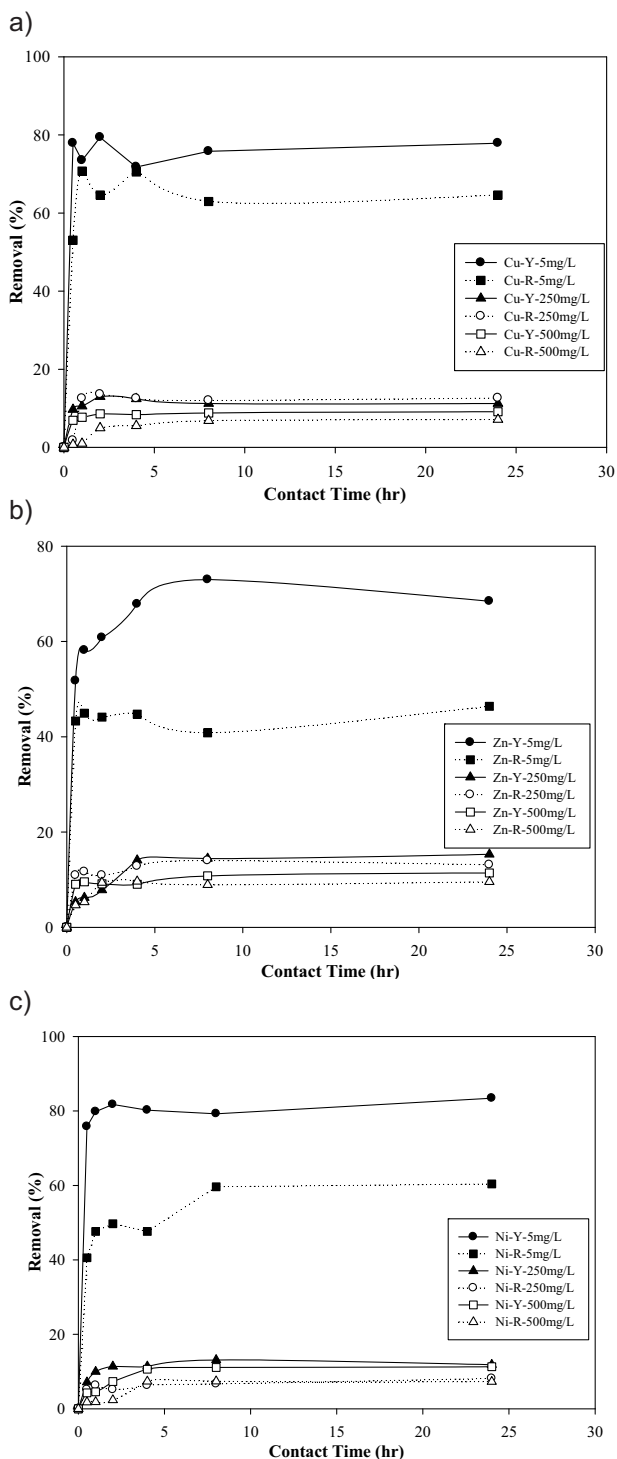 a)
100
80
60
40
20
0
Removal (%)
Cu-Y-5mg/L
Cu-R-5mg/L
Cu-Y-250mg/L
Cu-R-250mg/L
Cu-Y-500mg/L
Cu-R-500mg/L
0 5 10 15 20 25 30
Contact Time (hr)
b)
80
60
40
20
0
Removal (%)
Zn-Y-5mg/L
Zn-R-5mg/L
Zn-Y-250mg/L
Zn-R-250mg/L
Zn-Y-500mg/L
Zn-R-500mg/L
0 5 10 15 20 25 30
Contact Time (hr)
c)
100
80
60
40
20
0
Removal (%)
Ni-Y-5mg/L
Ni-R-5mg/L
Ni-Y-250mg/L
Ni-R-250mg/L
Ni-Y-500mg/L
Ni-R-500mg/L
0 5 10 15 20 25 30
Contact Time (hr)